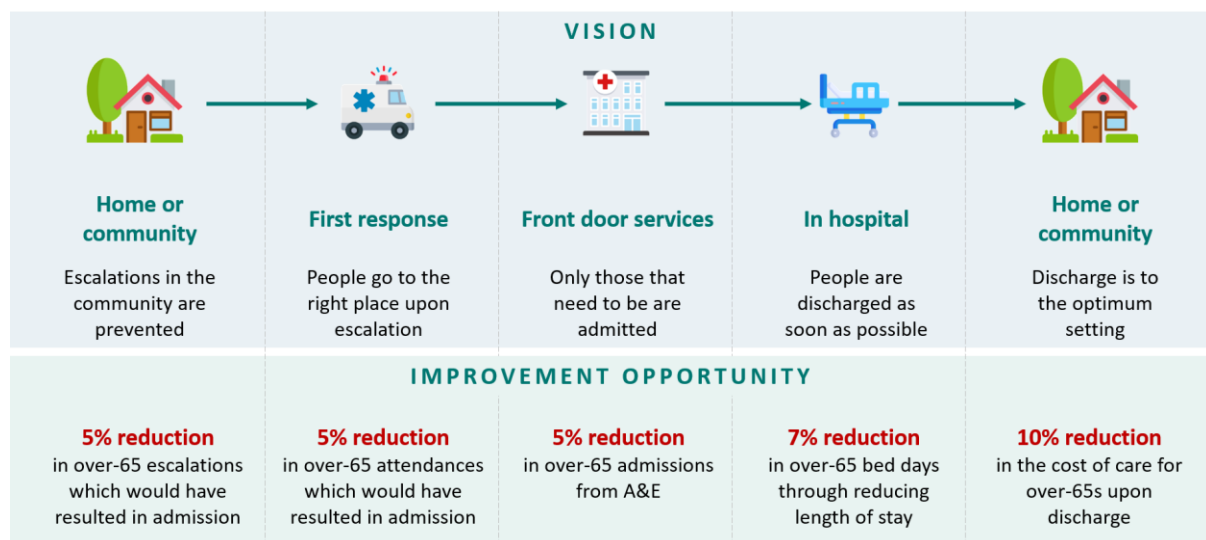 VISION
Home or
community
Escalations in the
community are
prevented
First response
People go to the
right place upon
escalation
Front door services
Only those that
need to be are
admitted
In hospital
People are
discharged as
soon as possible
Home or
community
Discharge is to
the optimum
setting
IMPROVEMENT OPPORTUNITY
5% reduction
in over-65 escalations
which would have
resulted in admission
5% reduction
in over-65 attendances
which would have
resulted in admission
5% reduction
in over-65 admissions
from A&E
7% reduction
in over-65 bed days
through reducing
length of stay
10% reduction
in the cost of care for
over-65s upon
discharge